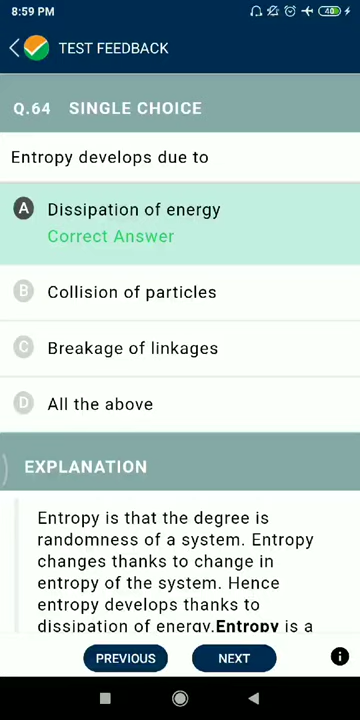 8:59 PM
40
TEST FEEDBACK
Q.64 SINGLE CHOICE
Entropy develops due to
A Dissipation of energy
Correct Answer
B Collision of particles
C Breakage of linkages
D All the above
EXPLANATION
Entropy is that the degree is
randomness of a system. Entropy
changes thanks to change in
entropy of the system. Hence
entropy develops thanks to
dissipation of energy.Entropy is a
PREVIOUS NEXT